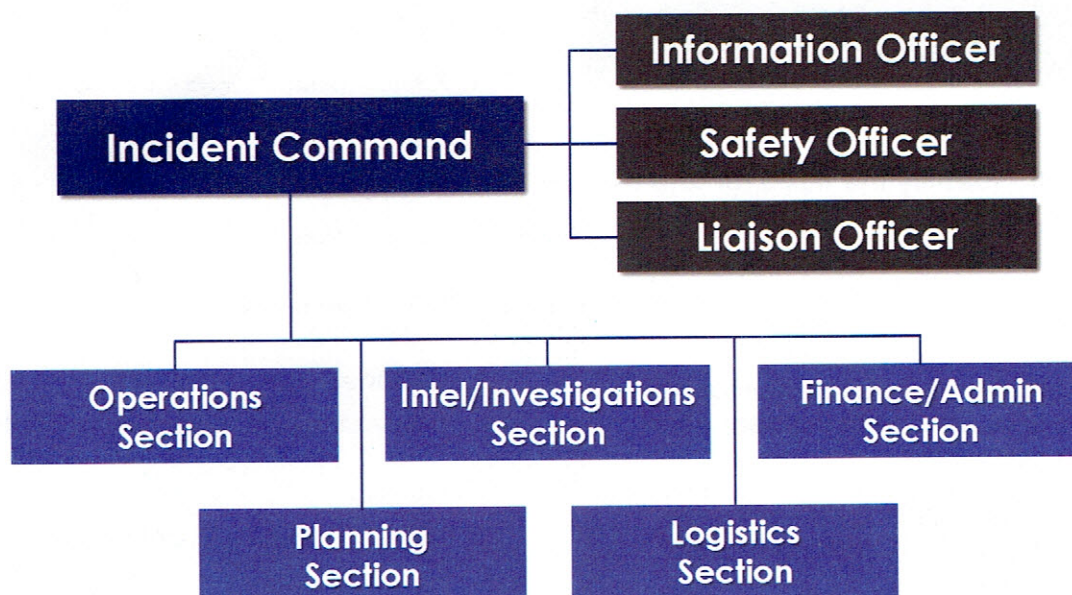 Information Officer
Incident Command
Safety Officer
Liaison Officer
Operations
Section
Intel/Investigations
Section
Finance/Admin
Section
Planning
Section
Logistics
Section